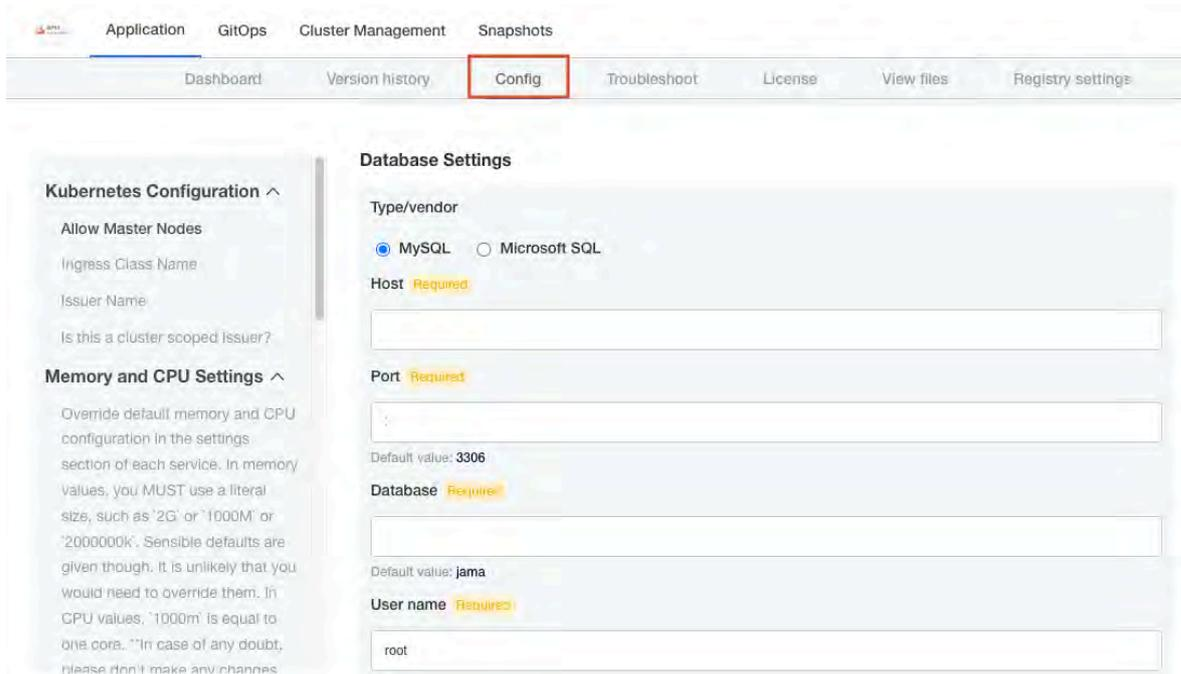 Application GitOps Cluster Management Snapshots
Dashboard Version history Config Troubleshoot License View files Registry settings
Kubernetes Configuration
Allow Master Nodes
Ingress Class Name
Issuer Name
Is this a cluster scoped issuer?
Memory and CPU Settings
Override default memory and CPU
configuration in the settings
section of each service. In memory
values, you MUST use a literal
size, such as `2G` or `1000M` or
`2000000k`. Sensible defaults are
given though. It is unlikely that you
would need to override them. In
CPU values, `1000m` is equal to
one core. **In case of any doubt,
please don't make any changes
Database Settings
Type/vendor
MySQL Microsoft SQL
Host Required
Port Required
Default value: 3306
Database Required
Default value: jama
User name Required
root